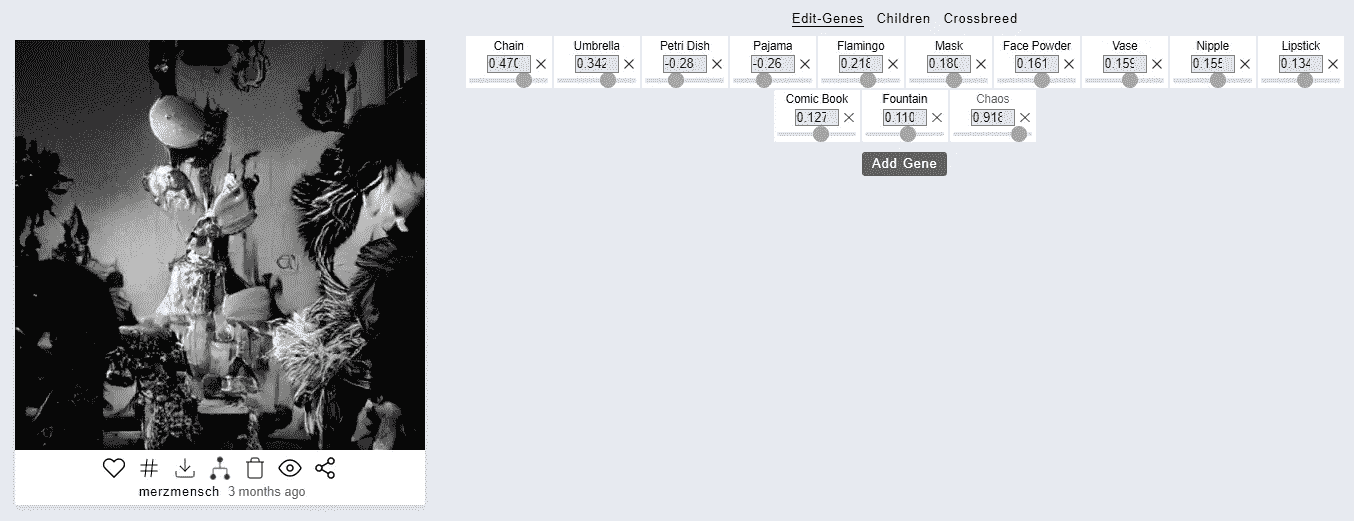 Edit-Genes Children Crossbreed
Chain Umbrella Petri Dish Pajama Flamingo Mask Face Powder Vase Nipple Lipstick
0.470 0.342 -0.28 -0.26 0.218 0.180 0.161 0.159 0.155 0.134
Comic Book Fountain Chaos
0.127 0.110 0.918
Add Gene
merzmensch 3 months ago